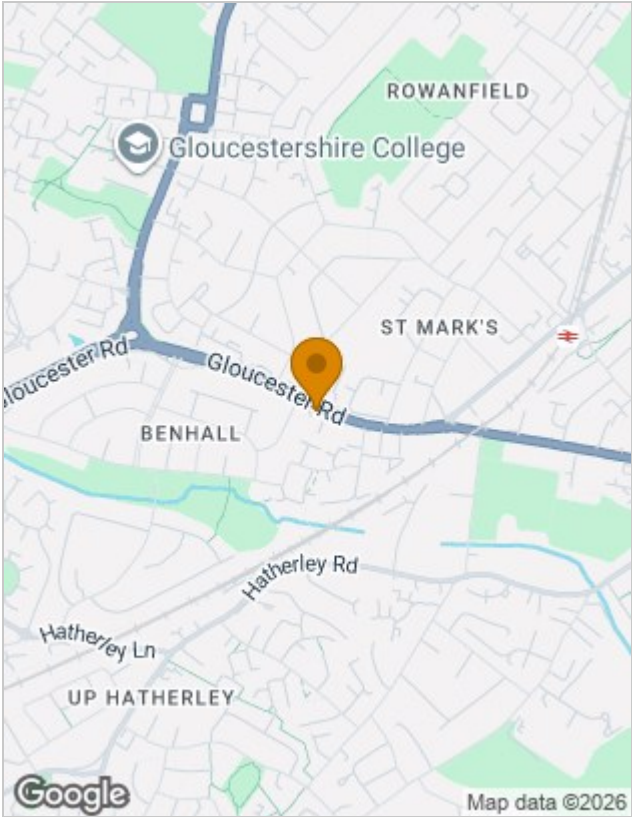 ROWANFIELD
Gloucestershire College
ST MARK'S
Gloucester Rd
Gloucester Rd
BENHALL
Hatherley Rd
Hatherley Ln
UP HATHERLEY
Google
Map data ©2026